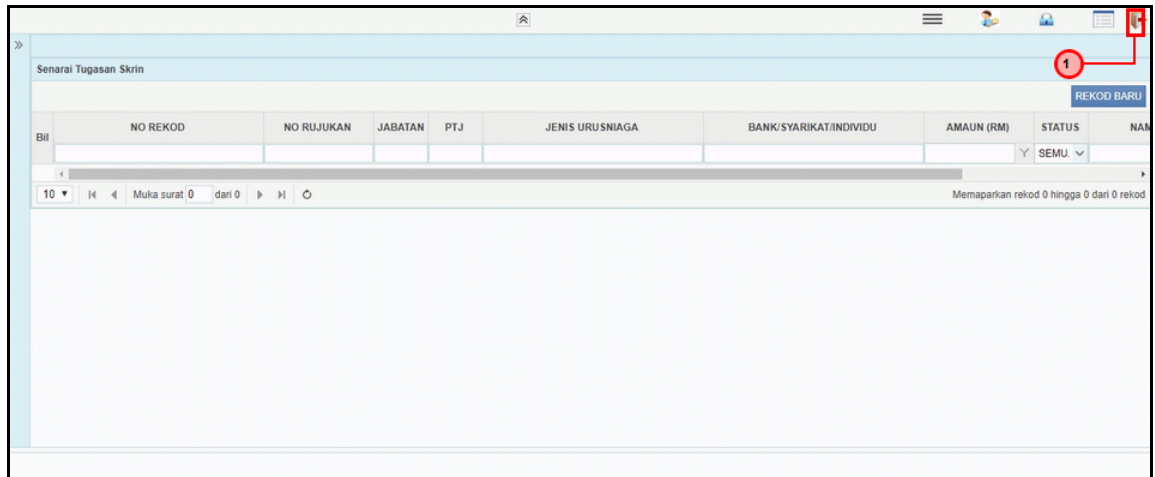 1
Senarai Tugasan Skrin
REKOD BARU
Bil NO REKOD NO RUJUKAN JABATAN PTJ JENIS URUSNIAGA BANK/SYARIKAT/INDIVIDU AMAUN (RM) STATUS NAM
SEMU.
10 Muka surat 0 dari 0 Memaparkan rekod 0 hingga 0 dari 0 rekod